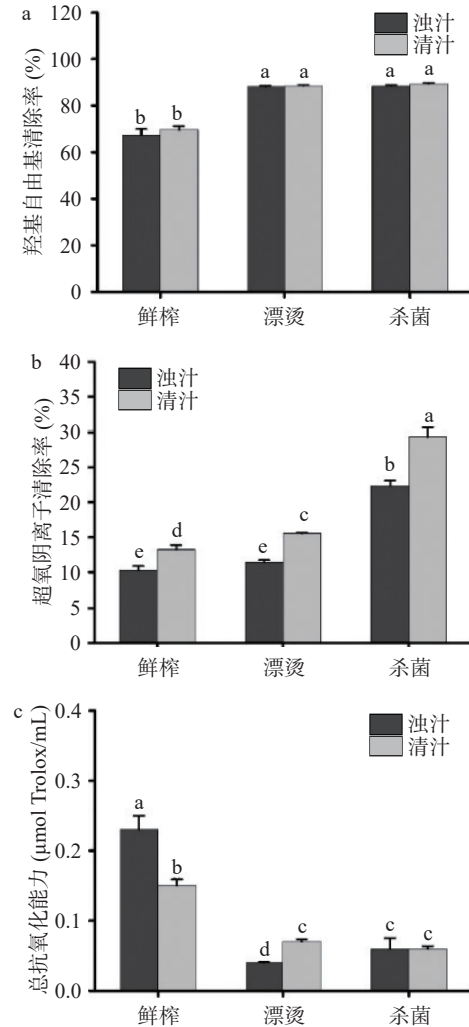 a
羟基自由基清除率 (%)
120
100
80
60
40
20
0
浊汁
清汁
b b a a a a
鲜榨 漂烫 杀菌
b
超氧阴离子清除率 (%)
40
35
30
25
20
15
10
5
0
浊汁
清汁
e d e c b a
鲜榨 漂烫 杀菌
c
总抗氧化能力 (μmol Trolox/mL)
0.4
0.3
0.2
0.1
0.0
浊汁
清汁
a b d c c c
鲜榨 漂烫 杀菌